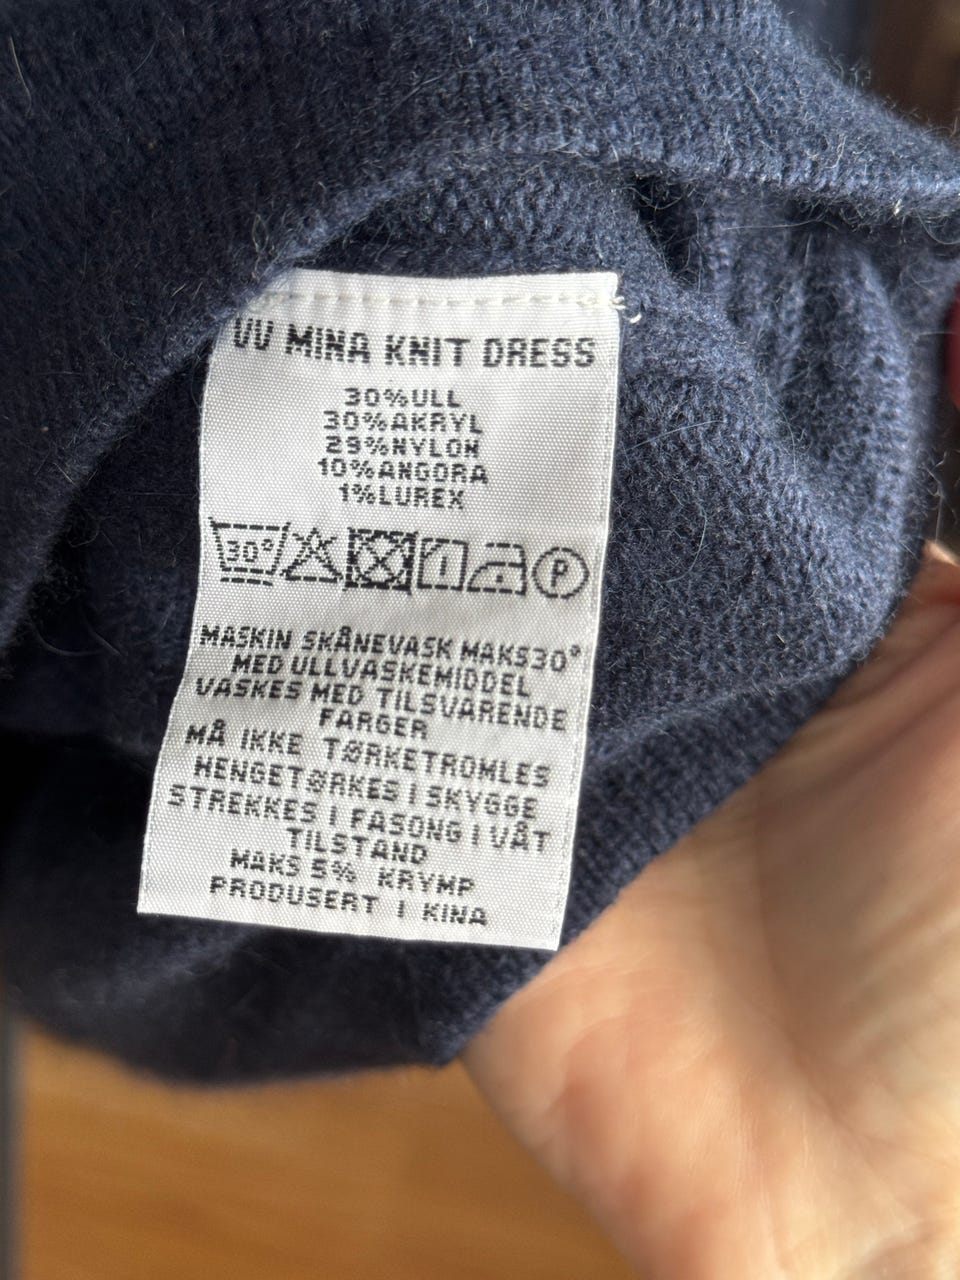 VV MINA KNIT DRESS
30%ULL
30%AKRYL
29%NYLON
10%ANGORA
1%LUREX
30° P
MASKIN SKÅNEVASK MAKS30°
MED ULLVASKEMIDDEL
VASKES MED TILSVARENDE
FARGER
MÅ IKKE TØRKETROMLES
HENGETØRKES I SKYGGE
STREKKES I FASONG I VÅT
TILSTAND
MAKS 5% KRYMP
PRODUSERT I KINA